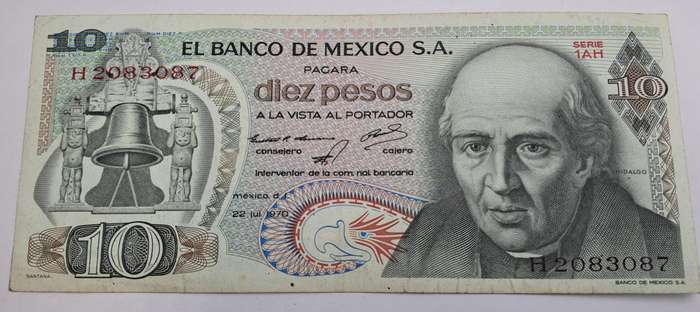 10
EL BANCO DE MEXICO S.A.
SERIE
1AH
H 2083087
PAGARA
10
diez pesos
A LA VISTA AL PORTADOR
consejero
cajero
Interventor de la com. nal. bancaria
HIDALGO
mexico, d.
22 jul 1970
10
H 2083087
SANTANA.
BANCO DE MEXICO S.A.